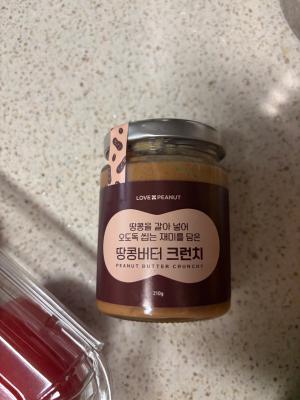 LOVE PEANUT
땅콩을 갈아 넣어
오도독 씹는 재미를 담은
땅콩버터 크런치
PEANUT BUTTER CRUNCHY
210g